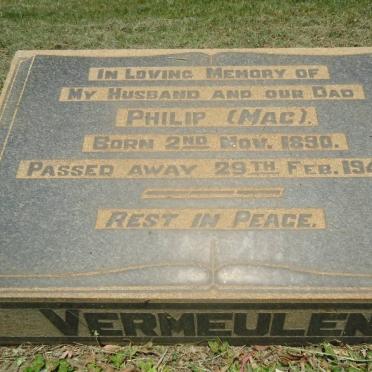 IN LOVING MEMORY OF
MY HUSBAND AND OUR DAD
PHILIP (MAC).
BORN 2ND NOV. 1890.
PASSED AWAY 29TH FEB. 194
REST IN PEACE.
VERMEULEN